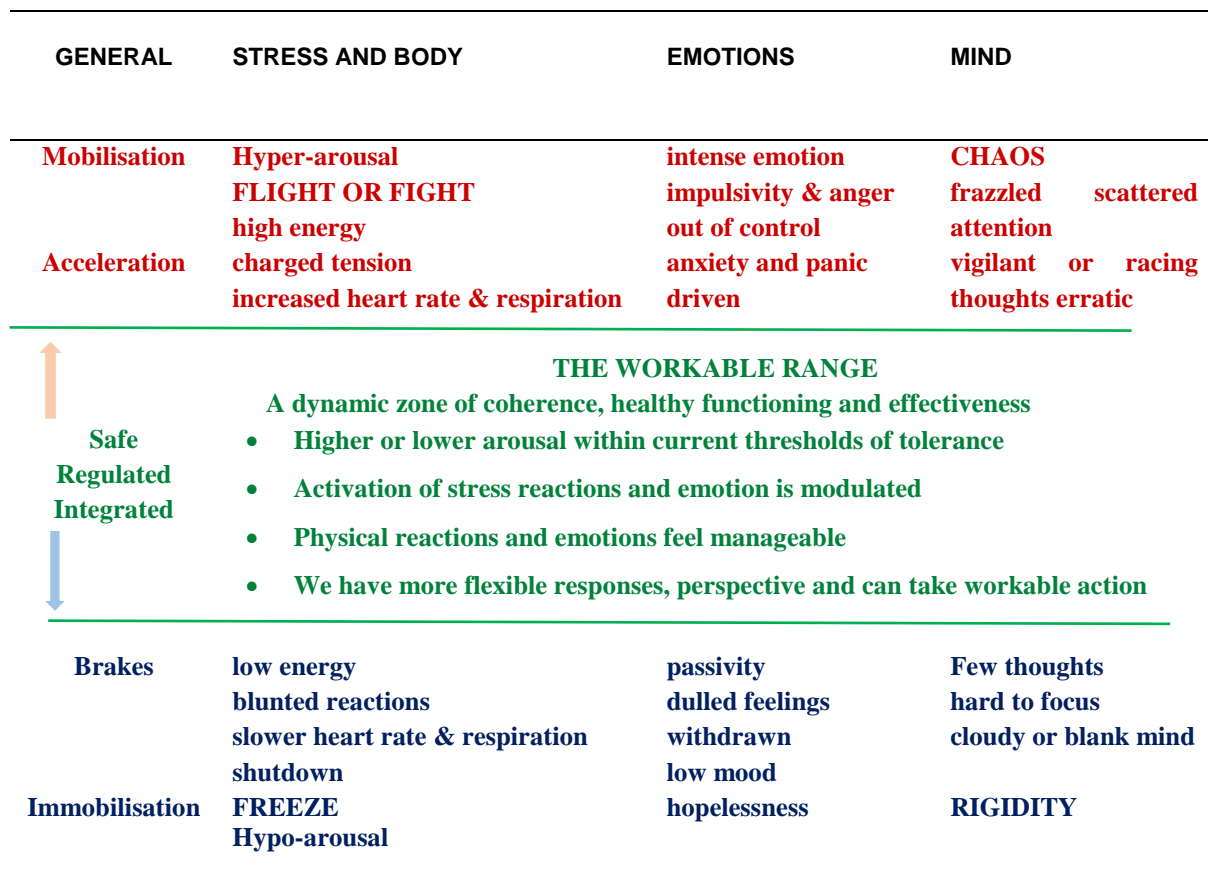 GENERAL STRESS AND BODY EMOTIONS MIND
Mobilisation Hyper-arousal intense emotion CHAOS
FLIGHT OR FIGHT impulsivity & anger frazzled scattered
high energy out of control attention
Acceleration charged tension anxiety and panic vigilant or racing
increased heart rate & respiration driven thoughts erratic
THE WORKABLE RANGE
A dynamic zone of coherence, healthy functioning and effectiveness
Safe • Higher or lower arousal within current thresholds of tolerance
Regulated • Activation of stress reactions and emotion is modulated
Integrated
• Physical reactions and emotions feel manageable
• We have more flexible responses, perspective and can take workable action
Brakes low energy passivity Few thoughts
blunted reactions dulled feelings hard to focus
slower heart rate & respiration withdrawn cloudy or blank mind
shutdown low mood
Immobilisation FREEZE hopelessness RIGIDITY
Hypo-arousal